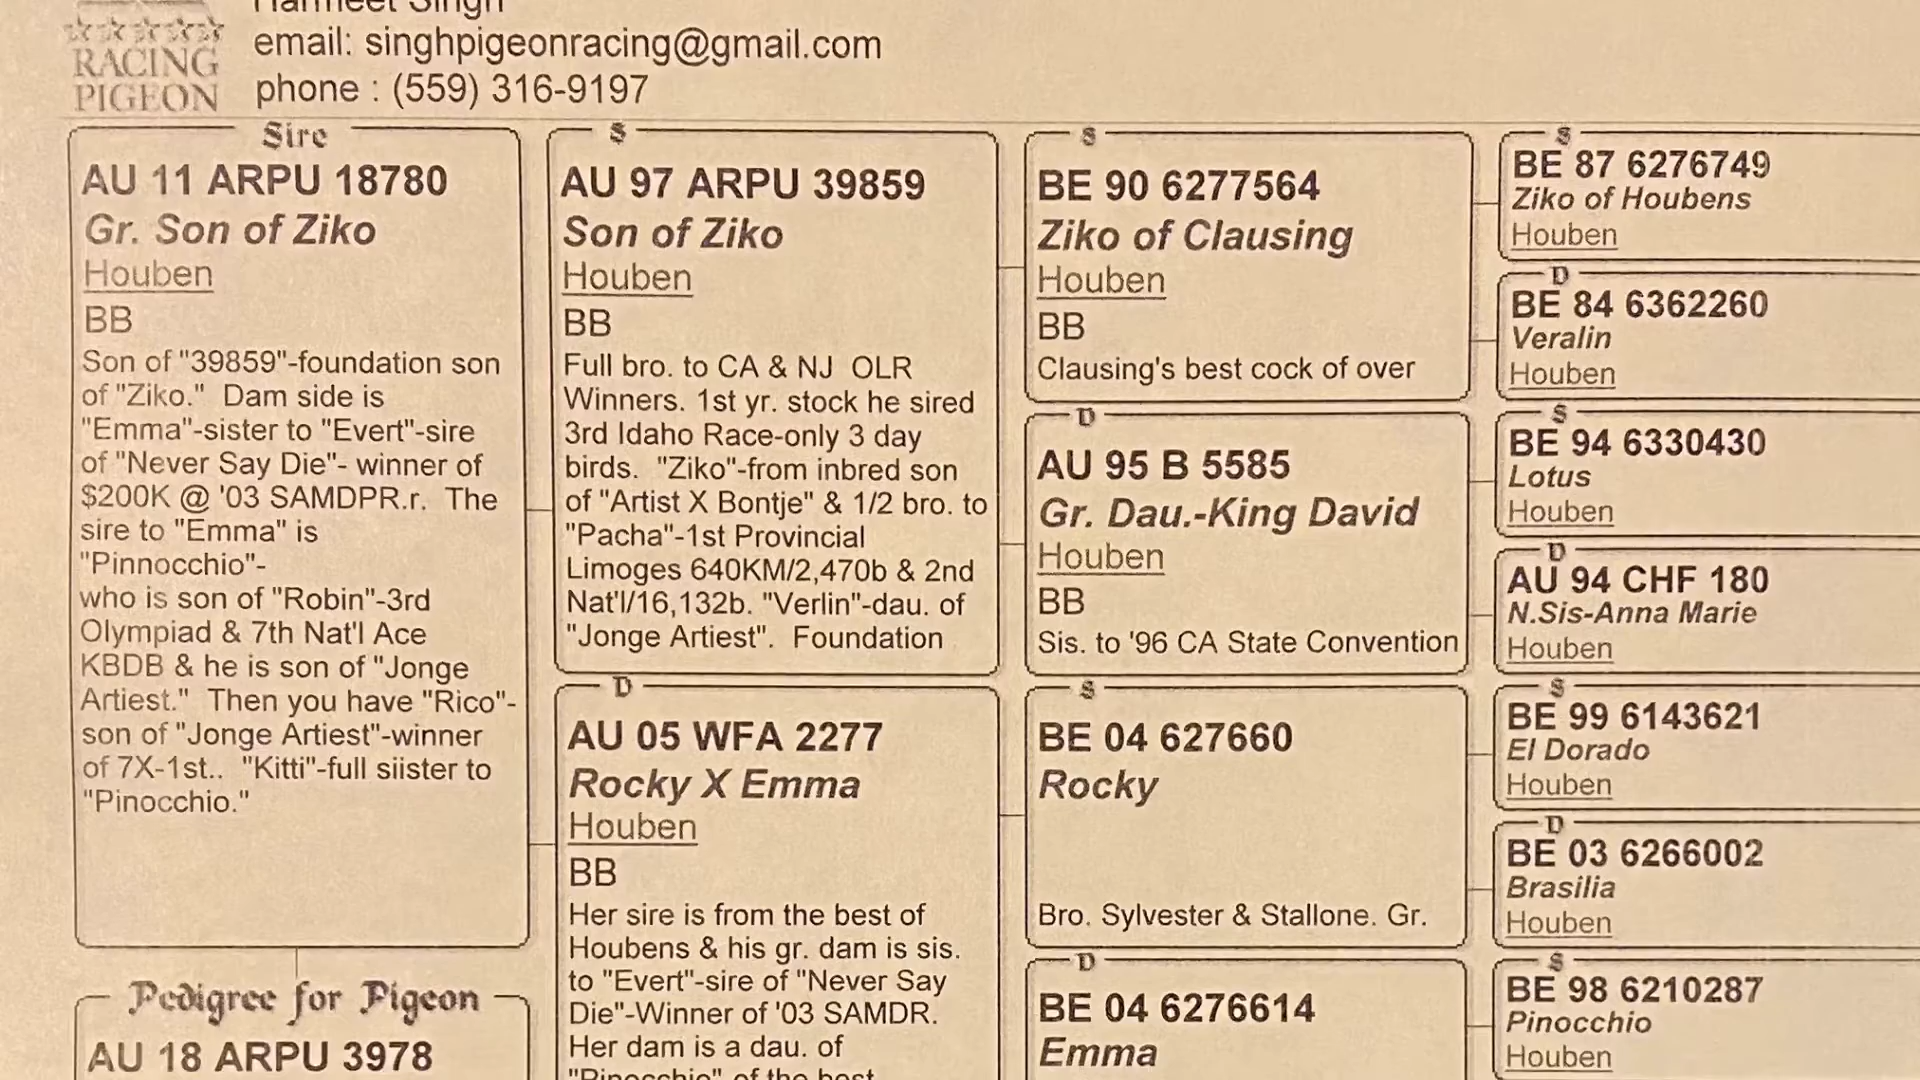 Harmeet Singh
email: singhpigeonracing@gmail.com
phone : (559) 316-9197
RACING
PIGEON
Sire
AU 11 ARPU 18780
Gr. Son of Ziko
Houben
BB
Son of "39859"-foundation son
of "Ziko." Dam side is
"Emma"-sister to "Evert"-sire
of "Never Say Die"- winner of
$200K @ '03 SAMDPR.r. The
sire to "Emma" is
"Pinnocchio"-
who is son of "Robin"-3rd
Olympiad & 7th Nat'l Ace
KBDB & he is son of "Jonge
Artiest." Then you have "Rico"-
son of "Jonge Artiest"-winner
of 7X-1st.. "Kitti"-full siister to
"Pinocchio."
Pedigree for Pigeon
AU 18 ARPU 3978
S
AU 97 ARPU 39859
Son of Ziko
Houben
BB
Full bro. to CA & NJ OLR
Winners. 1st yr. stock he sired
3rd Idaho Race-only 3 day
birds. "Ziko"-from inbred son
of "Artist X Bontje" & 1/2 bro. to
"Pacha"-1st Provincial
Limoges 640KM/2,470b & 2nd
Nat'l/16,132b. "Verlin"-dau. of
"Jonge Artiest". Foundation
D
AU 05 WFA 2277
Rocky X Emma
Houben
BB
Her sire is from the best of
Houbens & his gr. dam is sis.
to "Evert"-sire of "Never Say
Die"-Winner of '03 SAMDR.
Her dam is a dau. of
"Pinocchio" of the best
S
BE 90 6277564
Ziko of Clausing
Houben
BB
Clausing's best cock of over
D
AU 95 B 5585
Gr. Dau.-King David
Houben
BB
Sis. to '96 CA State Convention
S
BE 04 627660
Rocky
Bro. Sylvester & Stallone. Gr.
D
BE 04 6276614
Emma
S
BE 87 6276749
Ziko of Houbens
Houben
D
BE 84 6362260
Veralin
Houben
S
BE 94 6330430
Lotus
Houben
D
AU 94 CHF 180
N.Sis-Anna Marie
Houben
S
BE 99 6143621
El Dorado
Houben
D
BE 03 6266002
Brasilia
Houben
S
BE 98 6210287
Pinocchio
Houben